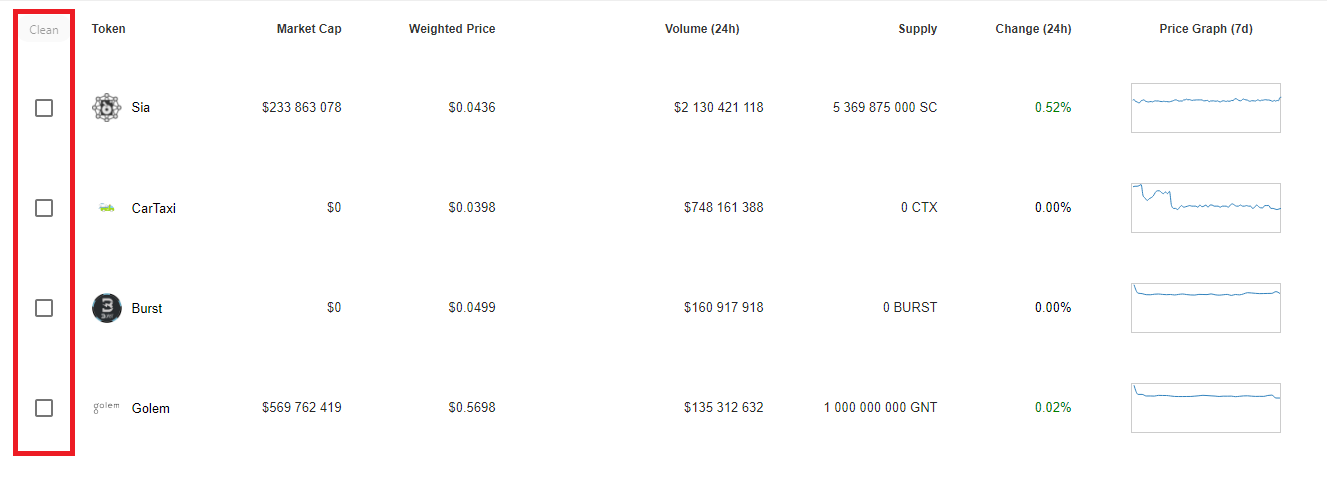 Clean Token Market Cap Weighted Price Volume (24h) Supply Change (24h) Price Graph (7d)
Sia $233 863 078 $0.0436 $2 130 421 118 5 369 875 000 SC 0.52%
CarTaxi $0 $0.0398 $748 161 388 0 CTX 0.00%
Burst $0 $0.0499 $160 917 918 0 BURST 0.00%
golem Golem $569 762 419 $0.5698 $135 312 632 1 000 000 000 GNT 0.02%